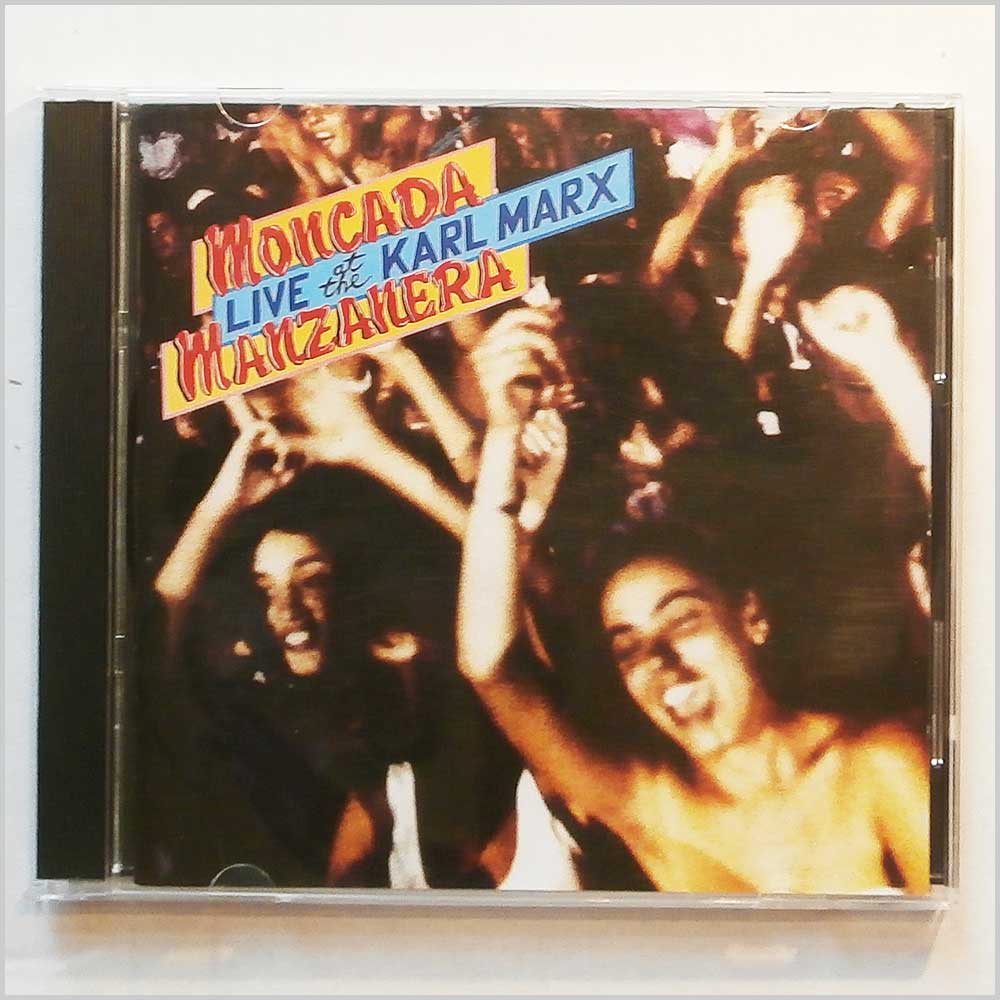 MONCADA
LIVE at the KARL MARX
MANZANERA